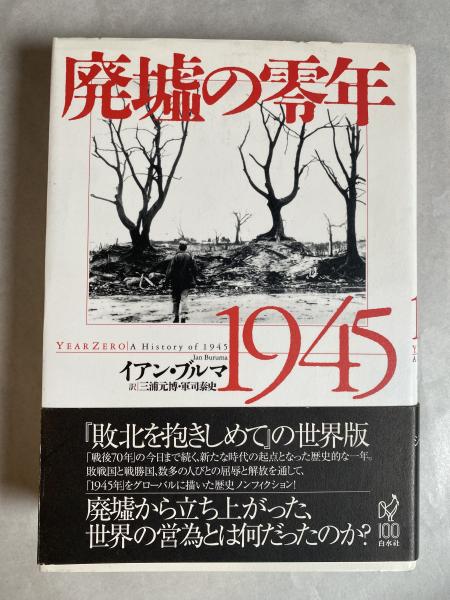 廃墟の零年
1945
YEAR ZERO | A History of 1945
Ian Buruma
イアン・ブルマ
訳 三浦元博・軍司泰史
『敗北を抱きしめて』の世界版
「戦後70年」の今日まで続く、新たな時代の起点となった歴史的な一年。
敗戦国と戦勝国、数多の人びとの屈辱と解放を通して、
「1945年」をグローバルに描いた歴史ノンフィクション!
廃墟から立ち上がった、
世界の営為とは何だったのか?
100
白水社